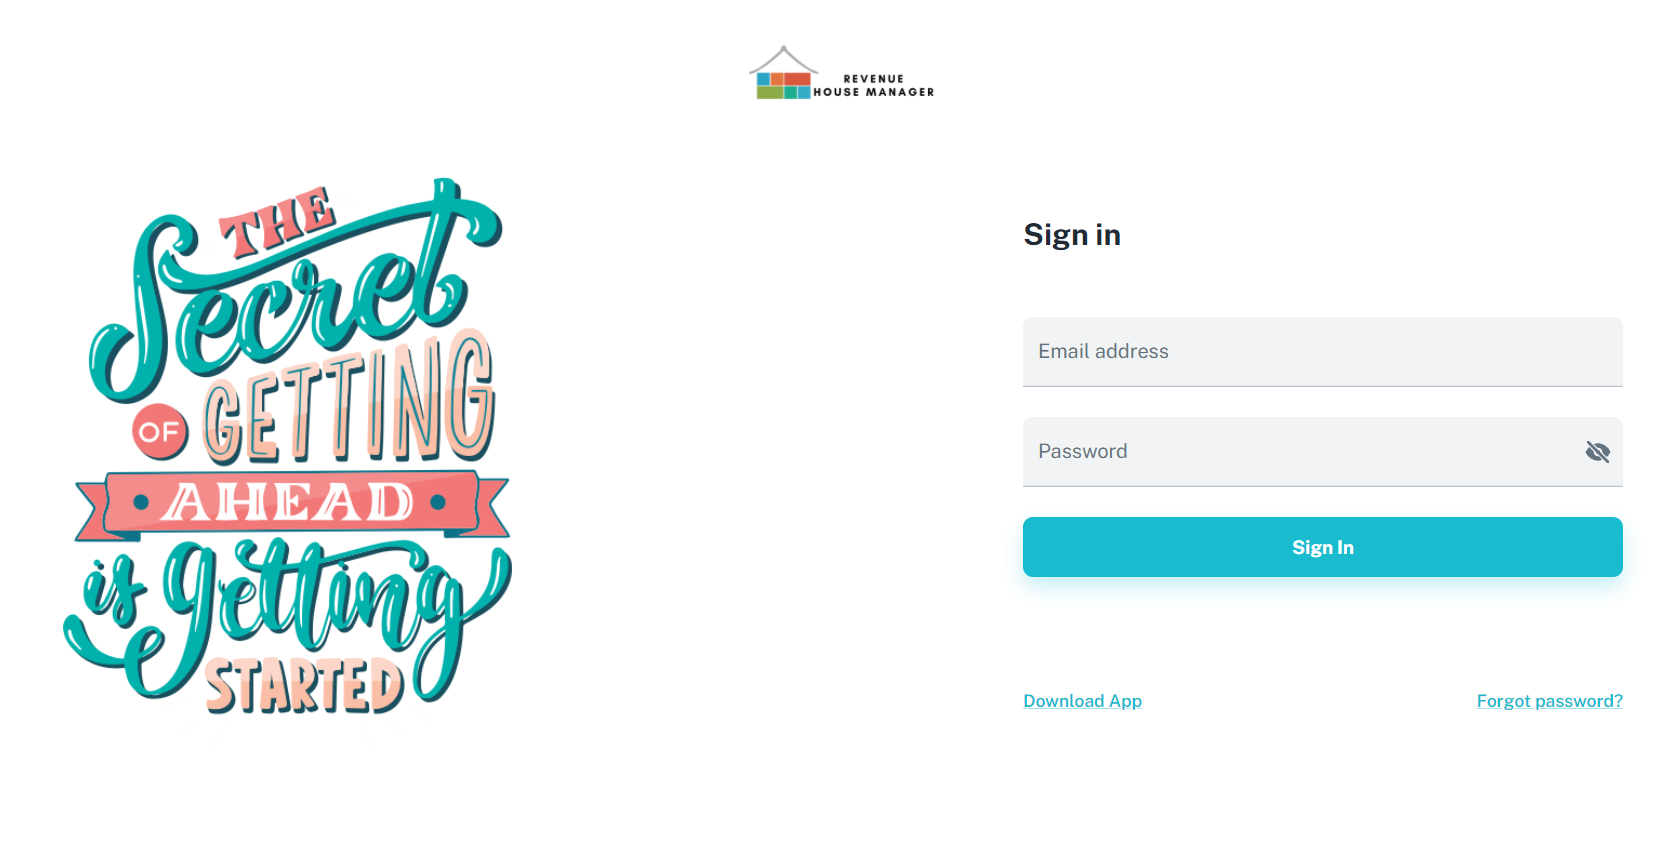 REVENUE
HOUSE MANAGER
THE
Secret
OF GETTING
AHEAD
is getting
STARTED
Sign in
Email address
Password
Sign In
Download App
Forgot password?